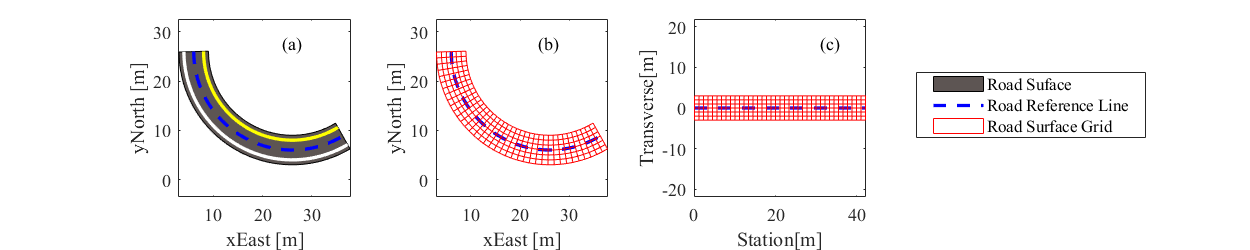 (a)
yNorth [m]
30
20
10
0
10
20
30
xEast [m]
(b)
yNorth [m]
30
20
10
0
10
20
30
xEast [m]
(c)
Transverse[m]
20
10
0
-10
-20
0
20
40
Station[m]
Road Suface
Road Reference Line
Road Surface Grid